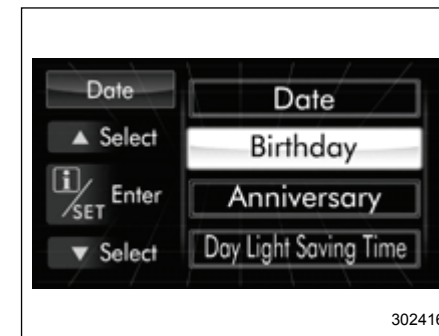 Date
▲ Select
i/SET Enter
▼ Select
Date
Birthday
Anniversary
Day Light Saving Time
302416